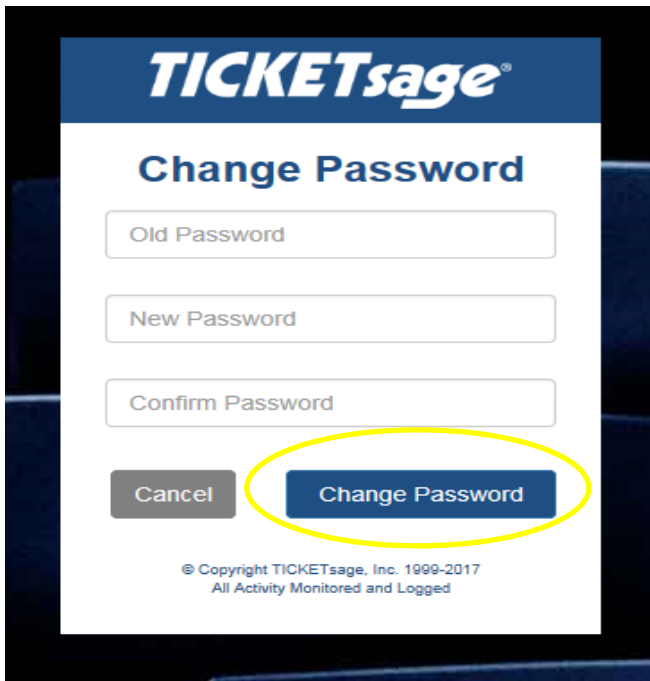 TICKETsage®
Change Password
Old Password
New Password
Confirm Password
Cancel Change Password
© Copyright TICKETsage, Inc. 1999-2017
All Activity Monitored and Logged